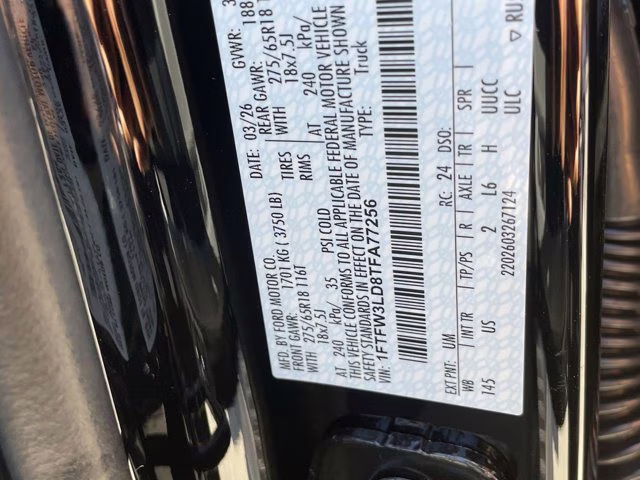 MFD. BY FORD MOTOR CO.
DATE: 03/26 GVWR: 3
FRONT GAWR: 1701 KG ( 3750 LB) REAR GAWR: 188
WITH 275/65R18 116T TIRES WITH 275/65R18 1
18x7.5J RIMS 18x7.5J
AT 240 kPa/ 35 PSI COLD AT 240 kPa/
THIS VEHICLE CONFORMS TO ALL APPLICABLE FEDERAL MOTOR VEHICLE
SAFETY STANDARDS IN EFFECT ON THE DATE OF MANUFACTURE SHOWN
VIN: 1FTFW3LD8TFA77256 TYPE: Truck
EXT PNT: UM RC: 24 DSO:
WB INT TR TP/PS R AXLE TR SPR
145 US 2 L6 H UUCC
2202603267124 ULC
RU